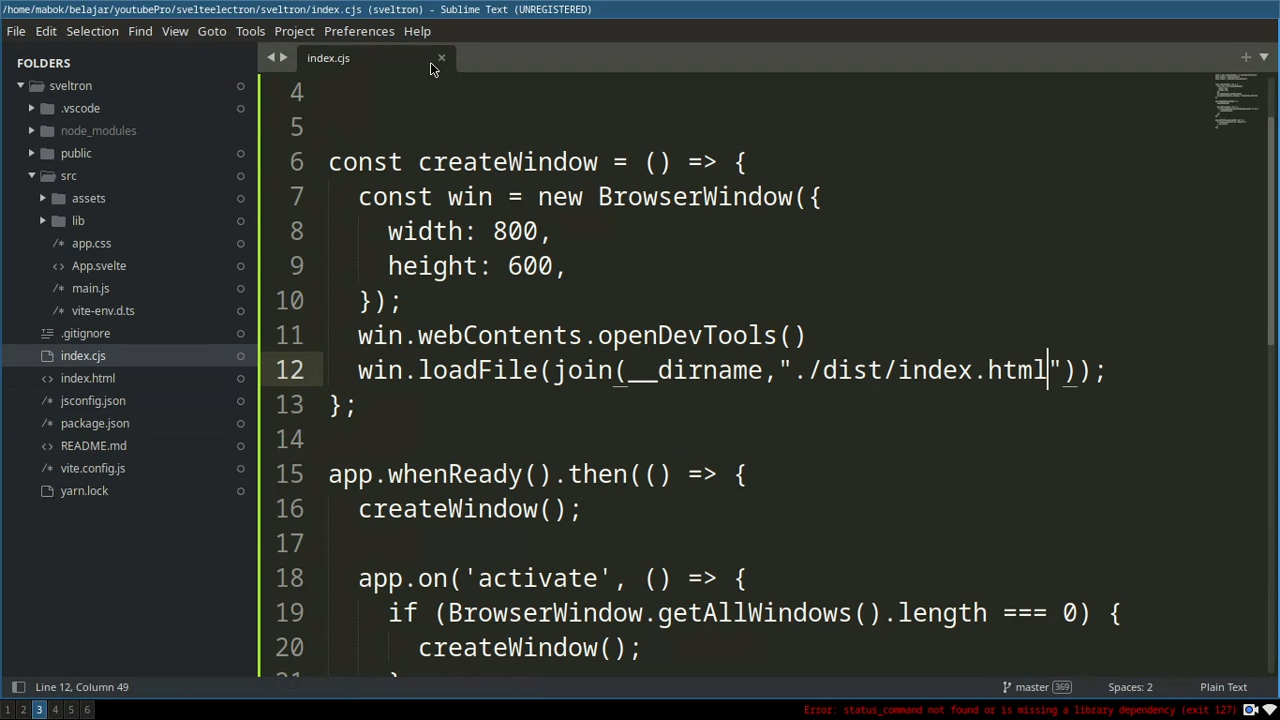 /home/mabok/belajar/youtubePro/svelteelectron/sveltron/index.cjs (sveltron) - Sublime Text (UNREGISTERED)
File Edit Selection Find View Goto Tools Project Preferences Help
FOLDERS
sveltron
.vscode
node_modules
public
src
assets
lib
app.css
App.svelte
main.js
vite-env.d.ts
.gitignore
index.cjs
index.html
jsconfig.json
package.json
README.md
vite.config.js
yarn.lock
index.cjs
4
5
6 const createWindow = () => {
7 const win = new BrowserWindow({
8 width: 800,
9 height: 600,
10 });
11 win.webContents.openDevTools()
12 win.loadFile(join(__dirname,"./dist/index.html"));
13 };
14
15 app.whenReady().then(() => {
16 createWindow();
17
18 app.on('activate', () => {
19 if (BrowserWindow.getAllWindows().length === 0) {
20 createWindow();
Line 12, Column 49 master 369 Spaces: 2 Plain Text
1 2 3 4 5 6 Error: status_command not found or is missing a library dependency (exit 127)